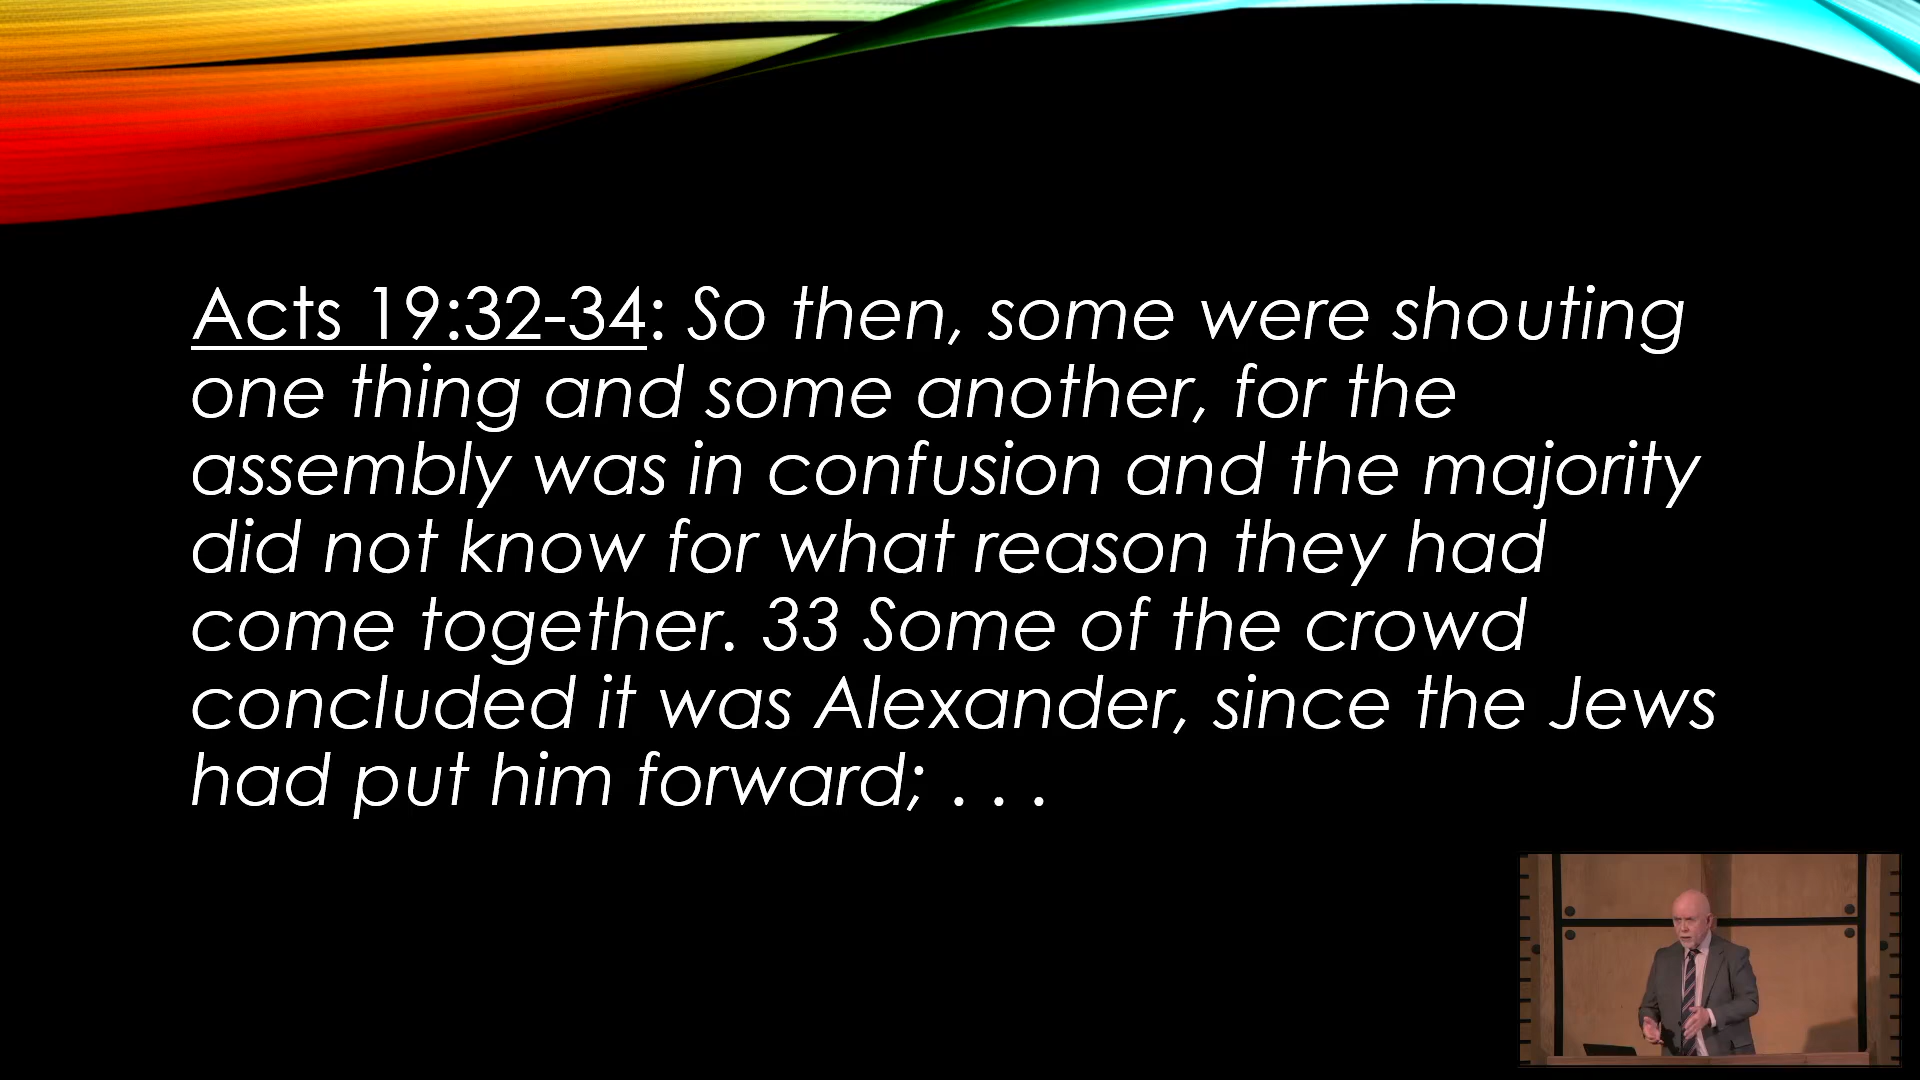 Acts 19:32-34: So then, some were shouting
one thing and some another, for the
assembly was in confusion and the majority
did not know for what reason they had
come together. 33 Some of the crowd
concluded it was Alexander, since the Jews
had put him forward; . . .